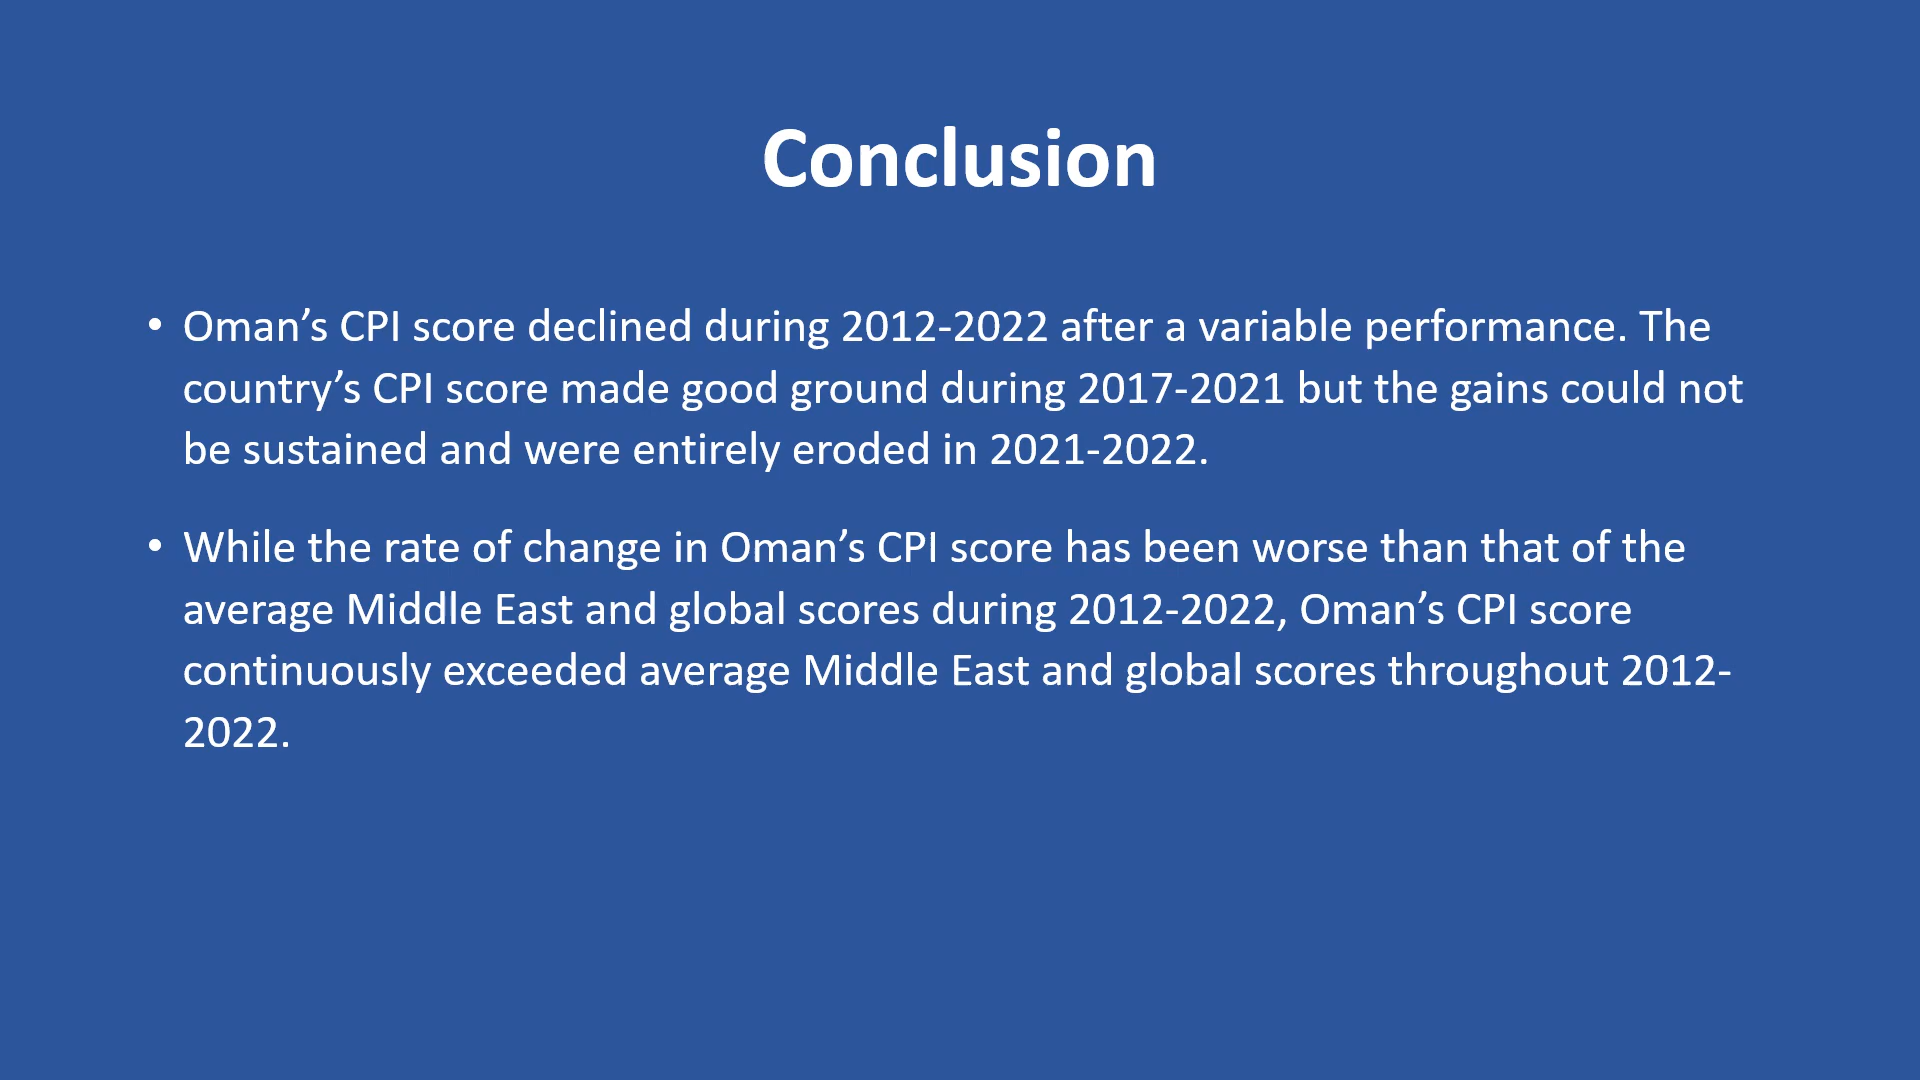 Conclusion
• Oman’s CPI score declined during 2012-2022 after a variable performance. The
country’s CPI score made good ground during 2017-2021 but the gains could not
be sustained and were entirely eroded in 2021-2022.
• While the rate of change in Oman’s CPI score has been worse than that of the
average Middle East and global scores during 2012-2022, Oman’s CPI score
continuously exceeded average Middle East and global scores throughout 2012-
2022.